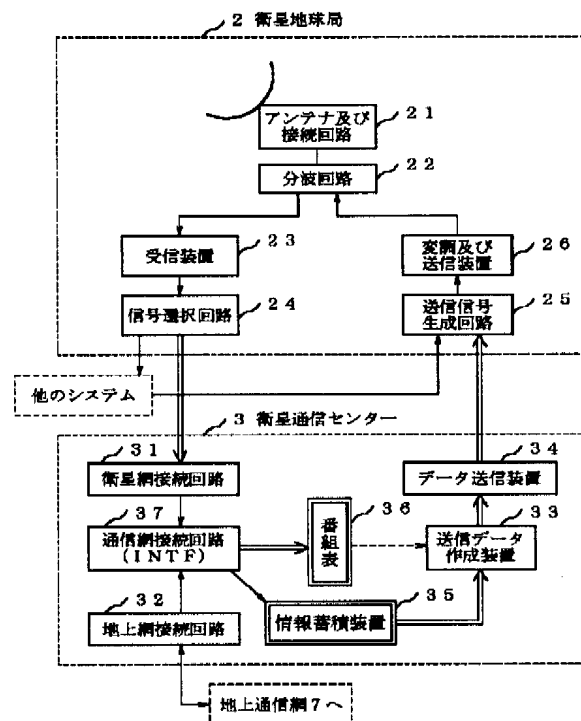 2 衛星地球局
アンテナ及び
接続回路
21
分波回路
22
受信装置
23
変調及び
送信装置
26
信号選択回路
24
送信信号
生成回路
25
他のシステム
3 衛星通信センター
衛星網接続回路
31
データ送信装置
34
通信網接続回路
(INTF)
37
番組表
36
送信データ
作成装置
33
地上網接続回路
32
情報蓄積装置
35
地上通信網7へ